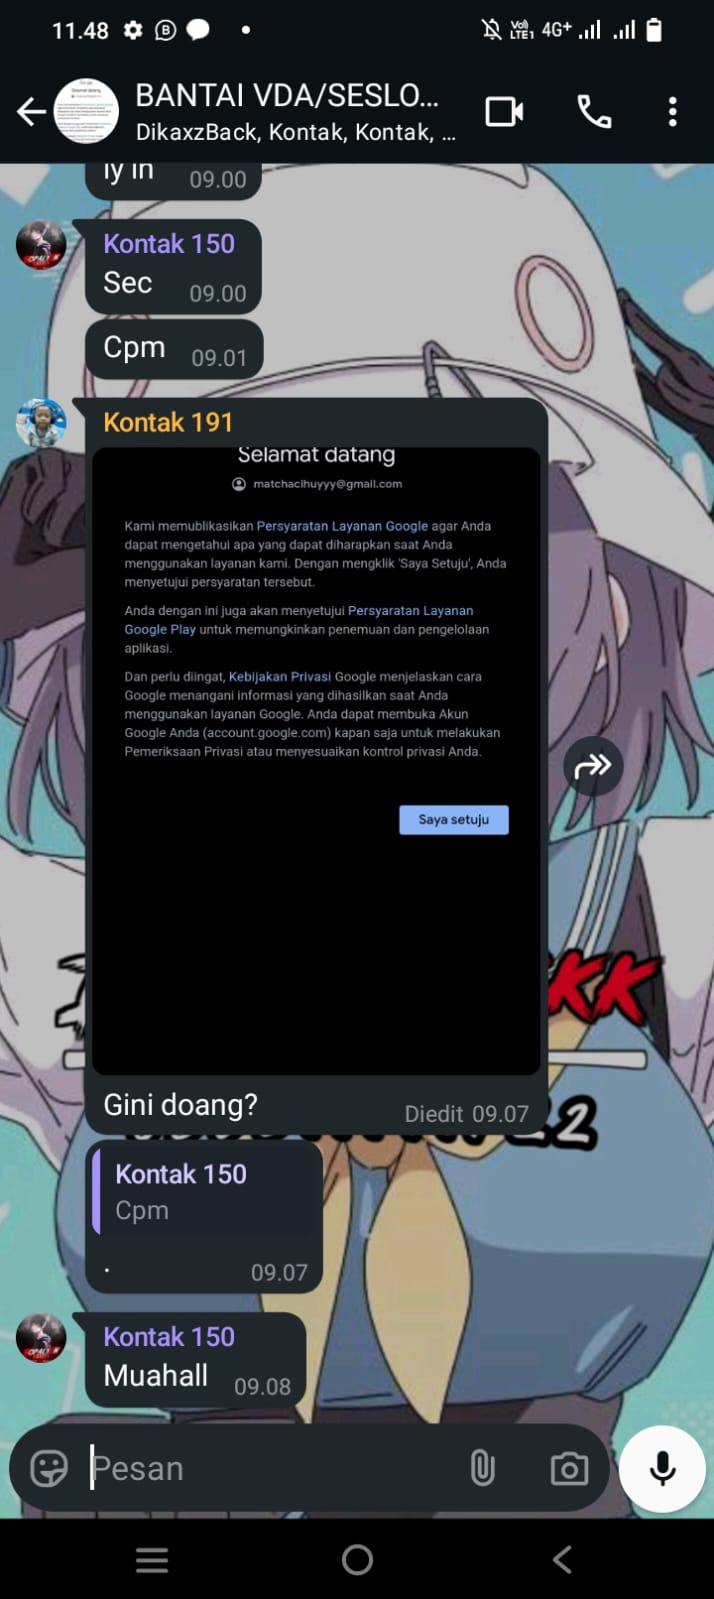 11.48
VoD
LTE1
4G+
BANTAI VDA/SESLO...
DikaxzBack, Kontak, Kontak, ...
09.00
Kontak 150
Sec 09.00
Cpm 09.01
Kontak 191
Selamat datang
matchacihuyyy@gmail.com
Kami memublikasikan Persyaratan Layanan Google agar Anda
dapat mengetahui apa yang dapat diharapkan saat Anda
menggunakan layanan kami. Dengan mengklik 'Saya Setuju', Anda
menyetujui persyaratan tersebut.
Anda dengan ini juga akan menyetujui Persyaratan Layanan
Google Play untuk memungkinkan penemuan dan pengelolaan
aplikasi.
Dan perlu diingat, Kebijakan Privasi Google menjelaskan cara
Google menangani informasi yang dihasilkan saat Anda
menggunakan layanan Google. Anda dapat membuka Akun
Google Anda (account.google.com) kapan saja untuk melakukan
Pemeriksaan Privasi atau menyesuaikan kontrol privasi Anda.
Saya setuju
Gini doang? Diedit 09.07
Kontak 150
Cpm
. 09.07
Kontak 150
Muahall 09.08
Pesan